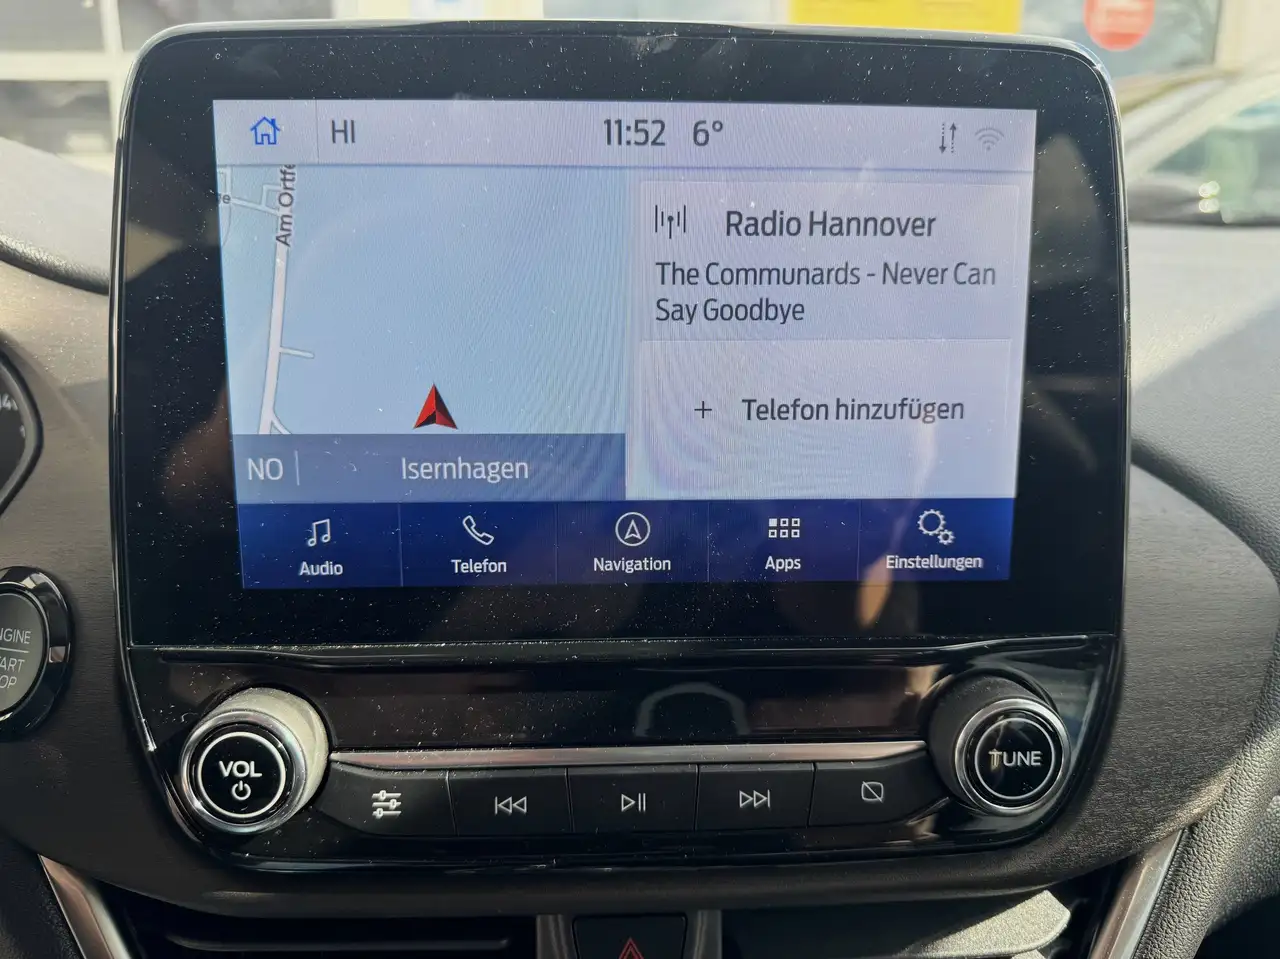 HI
11:52 6°
Am Ortfe
Radio Hannover
The Communards - Never Can
Say Goodbye
+ Telefon hinzufügen
NO
Isernhagen
Audio
Telefon
Navigation
Apps
Einstellungen
VOL
TUNE